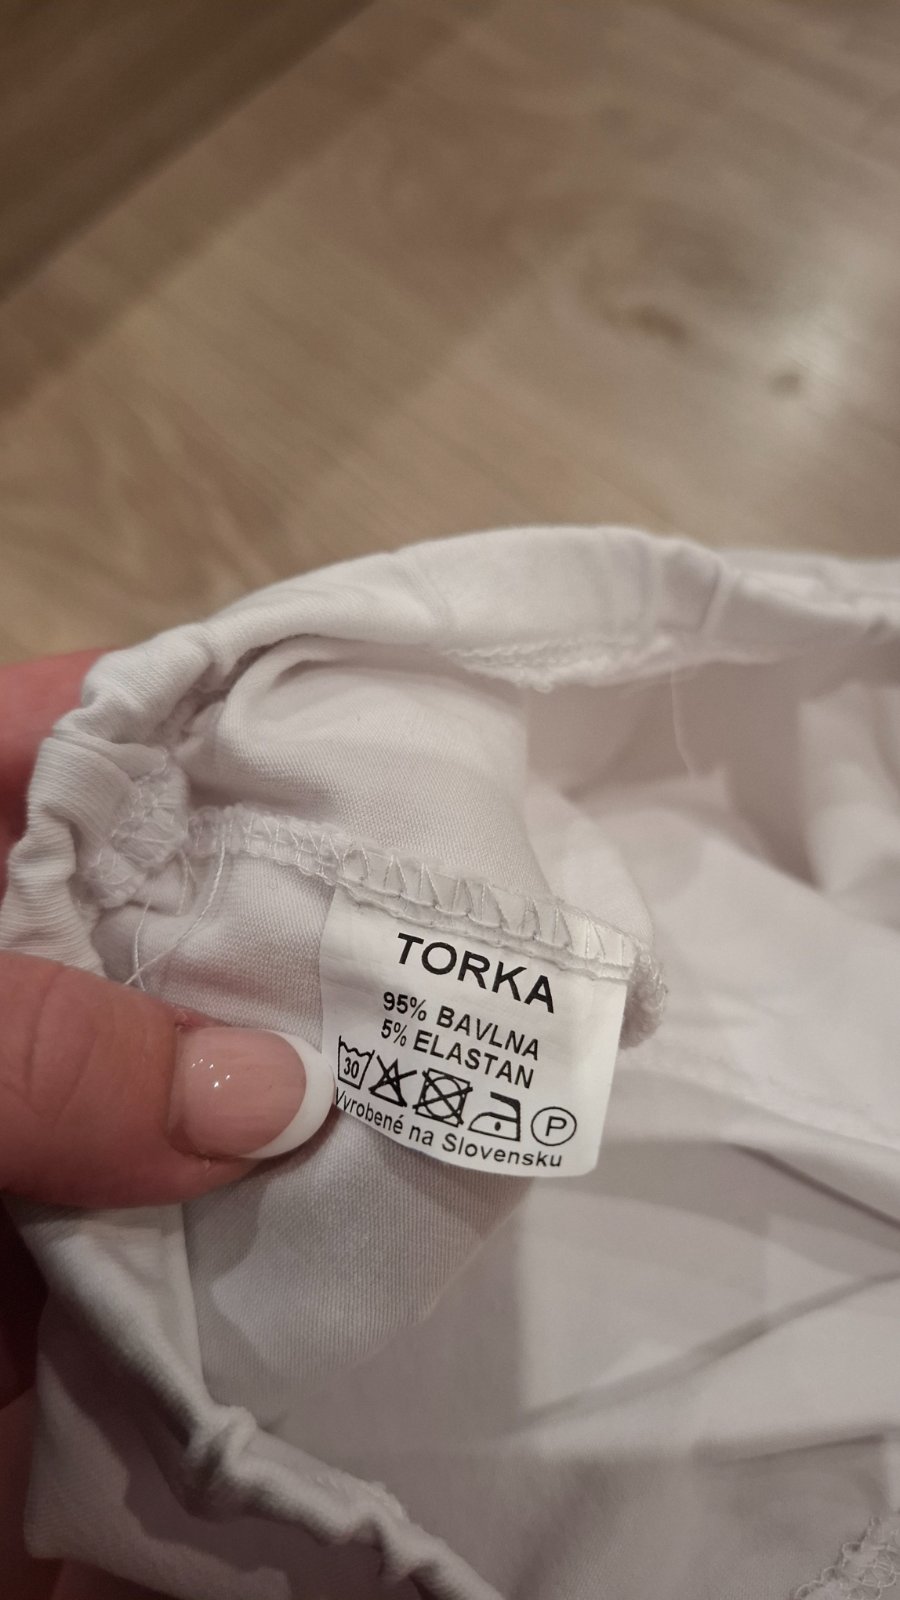 TORKA
95% BAVLNA
5% ELASTAN
30 P
Vyrobené na Slovensku